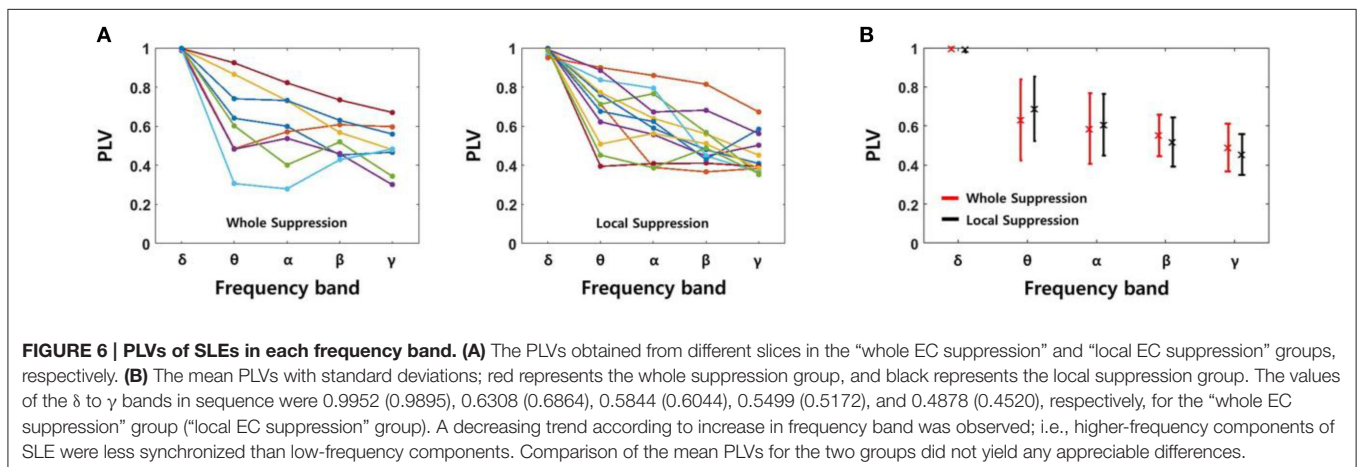 A
B
1
0.8
0.6
0.4
0.2
0
PLV
Whole Suppression
δ θ α β γ
Frequency band
1
0.8
0.6
0.4
0.2
0
PLV
Local Suppression
δ θ α β γ
Frequency band
1
0.8
0.6
0.4
0.2
0
PLV
Whole Suppression
Local Suppression
δ θ α β γ
Frequency band
FIGURE 6 | PLVs of SLEs in each frequency band. (A) The PLVs obtained from different slices in the “whole EC suppression” and “local EC suppression” groups,
respectively. (B) The mean PLVs with standard deviations; red represents the whole suppression group, and black represents the local suppression group. The values
of the δ to γ bands in sequence were 0.9952 (0.9895), 0.6308 (0.6864), 0.5844 (0.6044), 0.5499 (0.5172), and 0.4878 (0.4520), respectively, for the “whole EC
suppression” group (“local EC suppression” group). A decreasing trend according to increase in frequency band was observed; i.e., higher-frequency components of
SLE were less synchronized than low-frequency components. Comparison of the mean PLVs for the two groups did not yield any appreciable differences.